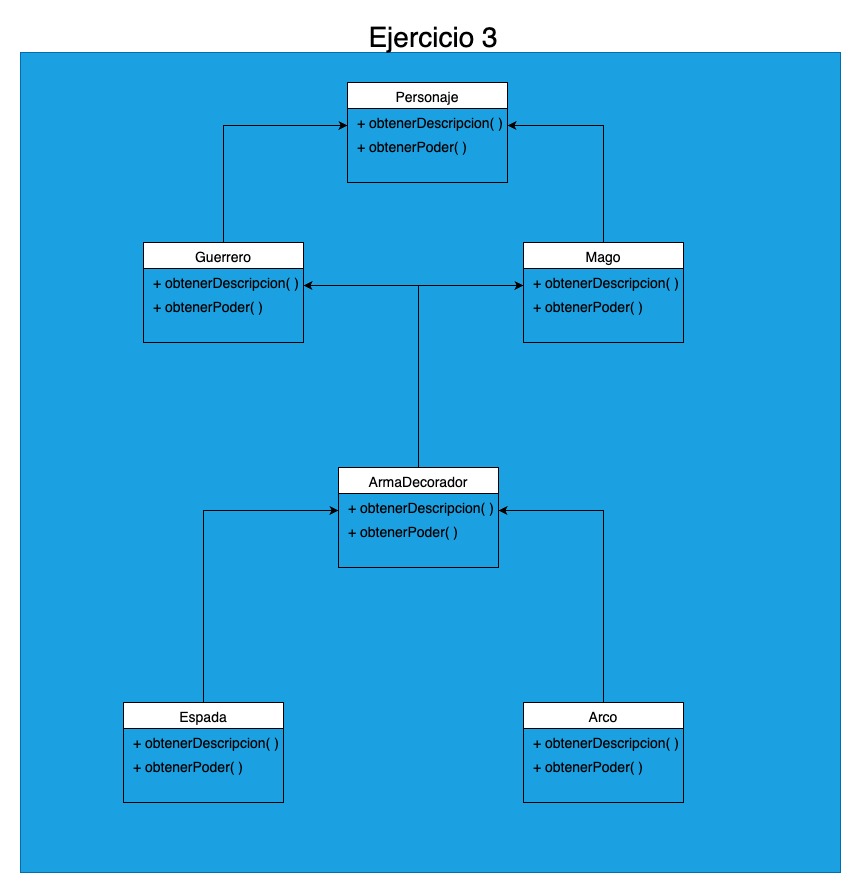 Ejercicio 3
Personaje
+ obtenerDescripcion( )
+ obtenerPoder( )
Guerrero
+ obtenerDescripcion( )
+ obtenerPoder( )
Mago
+ obtenerDescripcion( )
+ obtenerPoder( )
ArmaDecorador
+ obtenerDescripcion( )
+ obtenerPoder( )
Espada
+ obtenerDescripcion( )
+ obtenerPoder( )
Arco
+ obtenerDescripcion( )
+ obtenerPoder( )